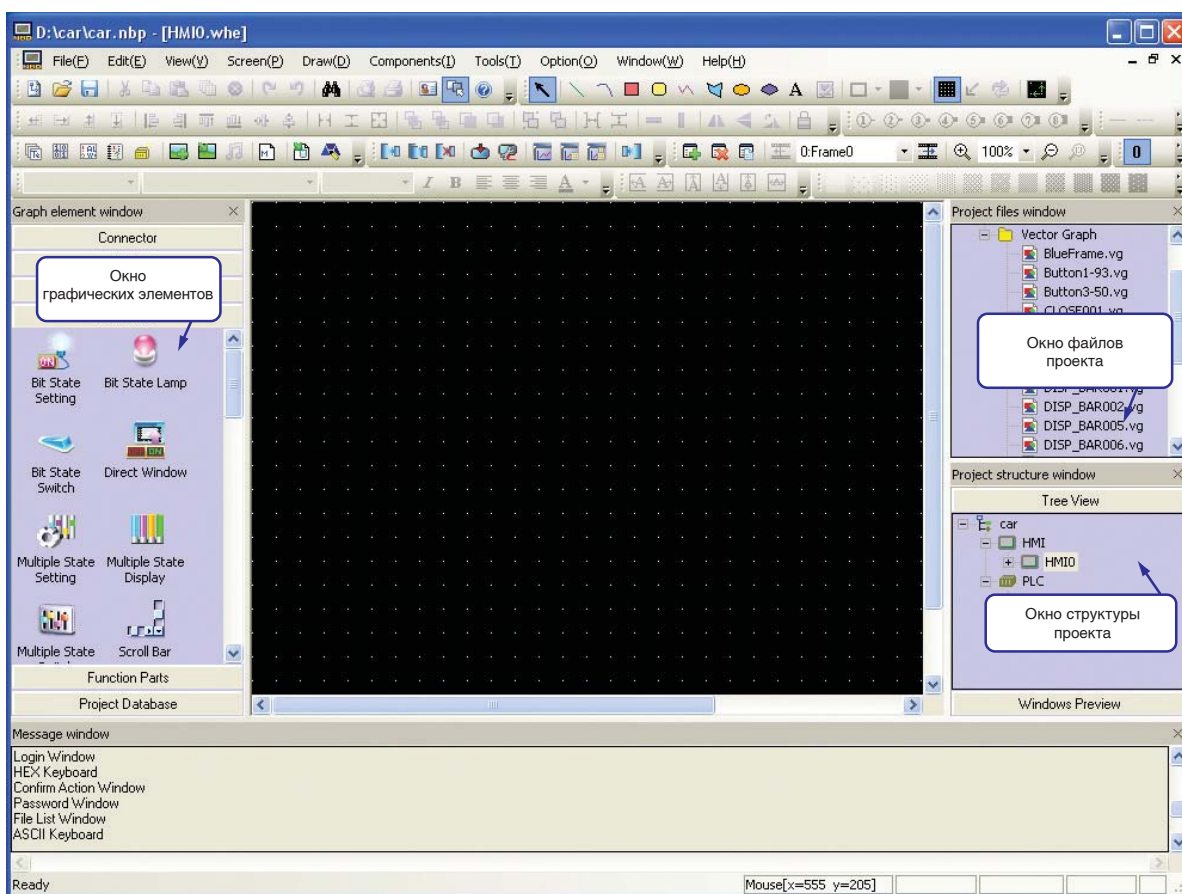 D:\car\car.nbp - [HMI0.whe]
File(F) Edit(E) View(V) Screen(P) Draw(D) Components(I) Tools(T) Option(O) Window(W) Help(H)
A
0:Frame0
100%
0
I B A
Graph element window
Connector
Окно
графических элементов
Bit State
Setting
Bit State Lamp
Bit State
Switch
Direct Window
Multiple State
Setting
Multiple State
Display
Multiple State
Scroll Bar
Function Parts
Project Database
Project files window
Vector Graph
BlueFrame.vg
Button1-93.vg
Button3-50.vg
CLOSE001.vg
Окно файлов
проекта
DISP_BAR001.vg
DISP_BAR002.vg
DISP_BAR005.vg
DISP_BAR006.vg
Project structure window
Tree View
car
HMI
HMI0
PLC
Окно структуры
проекта
Windows Preview
Message window
Login Window
HEX Keyboard
Confirm Action Window
Password Window
File List Window
ASCII Keyboard
Ready
Mouse[x=555 y=205]